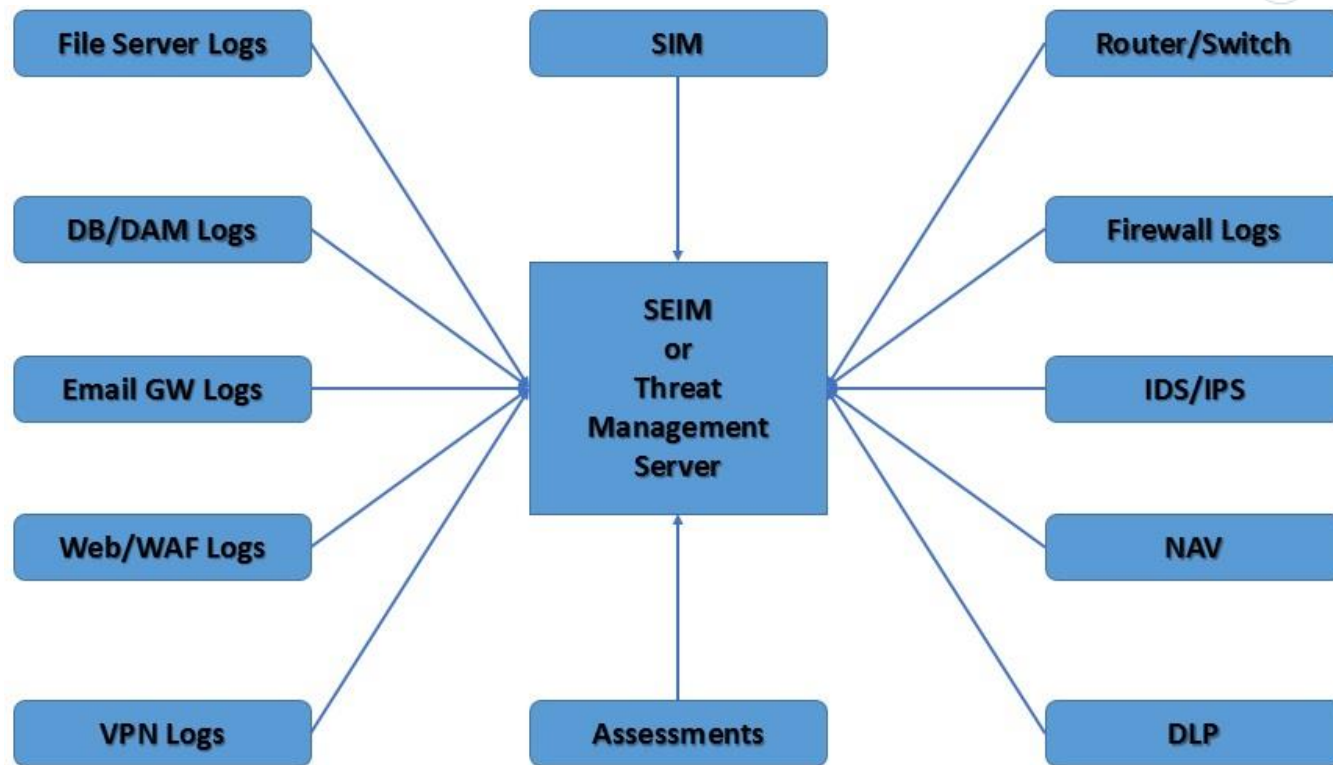 File Server Logs
SIM
Router/Switch
DB/DAM Logs
Firewall Logs
SEIM
or
Threat
Management
Server
Email GW Logs
IDS/IPS
Web/WAF Logs
NAV
VPN Logs
Assessments
DLP